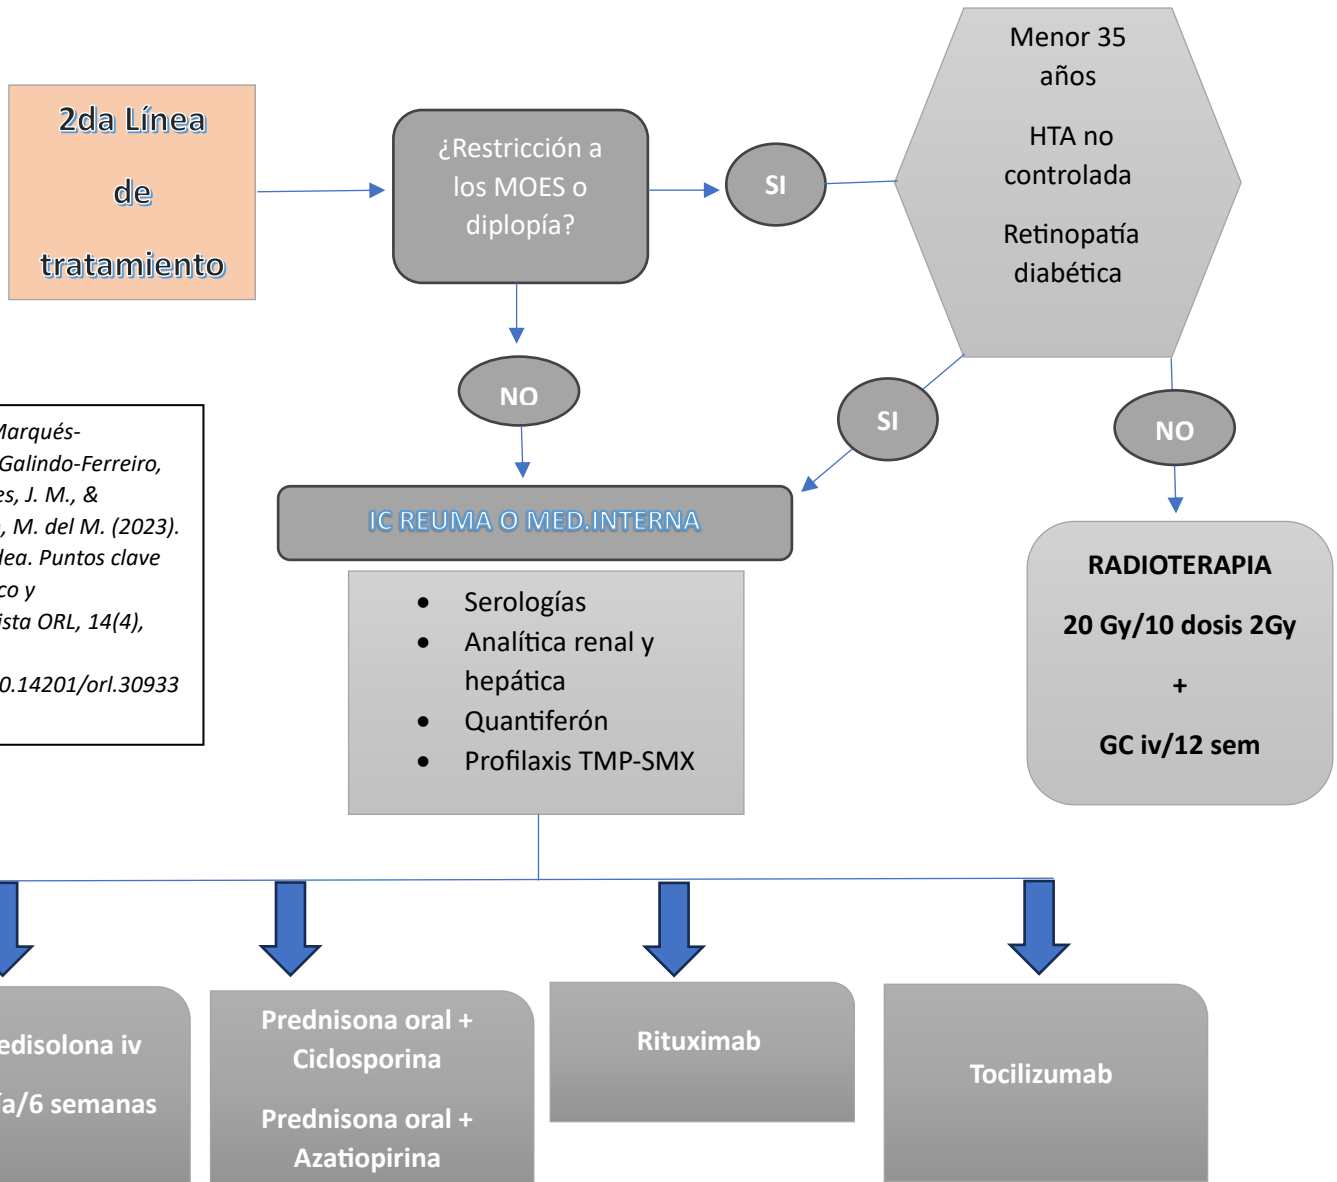 2da Línea
de
tratamiento
¿Restricción a
los MOES o
diplopía?
SI
Menor 35
años
HTA no
controlada
Retinopatía
diabética
NO
SI
NO
Marqués-
Galindo-Ferreiro,
es, J. M., &
, M. del M. (2023).
dea. Puntos clave
co y
ista ORL, 14(4),
0.14201/orl.30933
IC REUMA O MED.INTERNA
• Serologías
• Analítica renal y
hepática
• Quantiferón
• Profilaxis TMP-SMX
RADIOTERAPIA
20 Gy/10 dosis 2Gy
+
GC iv/12 sem
edisolona iv
ía/6 semanas
Prednisona oral +
Ciclosporina
Prednisona oral +
Azatiopirina
Rituximab
Tocilizumab